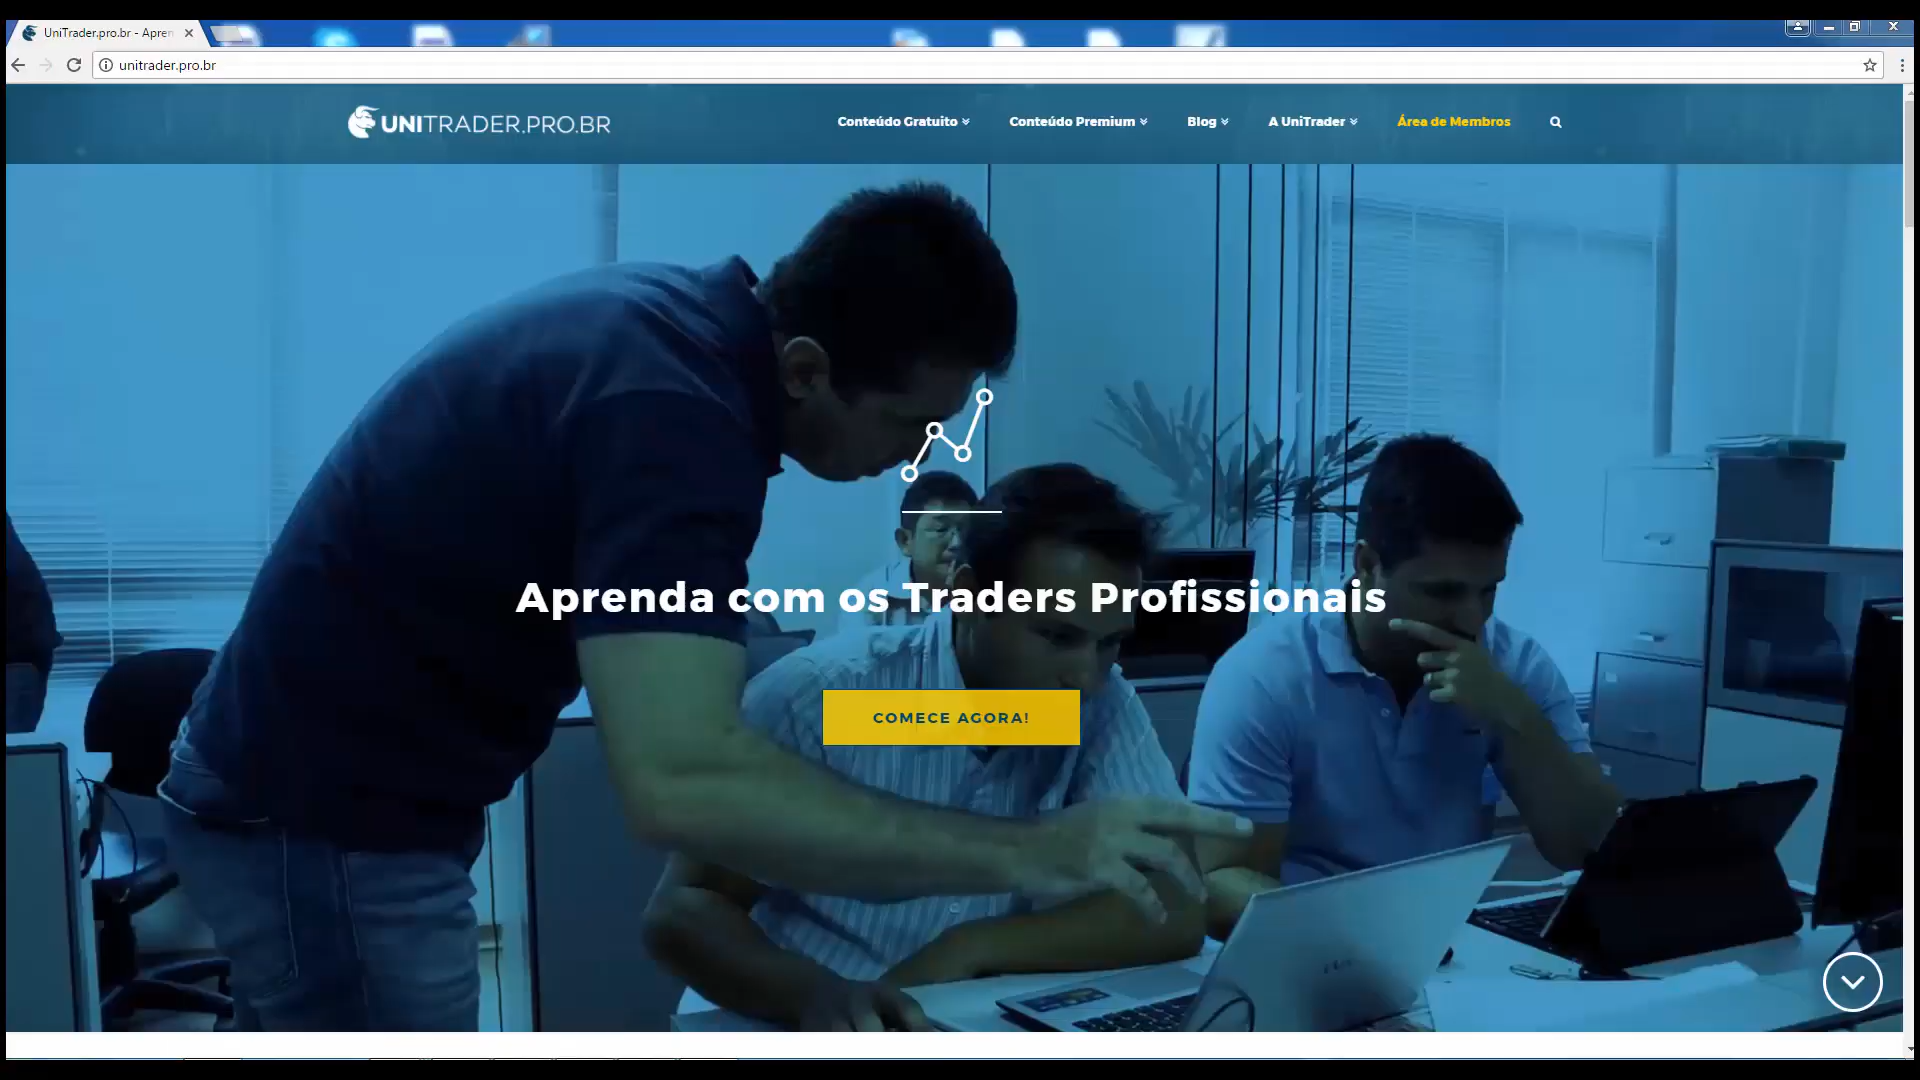 UniTrader.pro.br - Apren
unitrader.pro.br
UNITRADER.PRO.BR
Conteúdo Gratuito
Conteúdo Premium
Blog
A UniTrader
Área de Membros
Aprenda com os Traders Profissionais
COMECE AGORA!